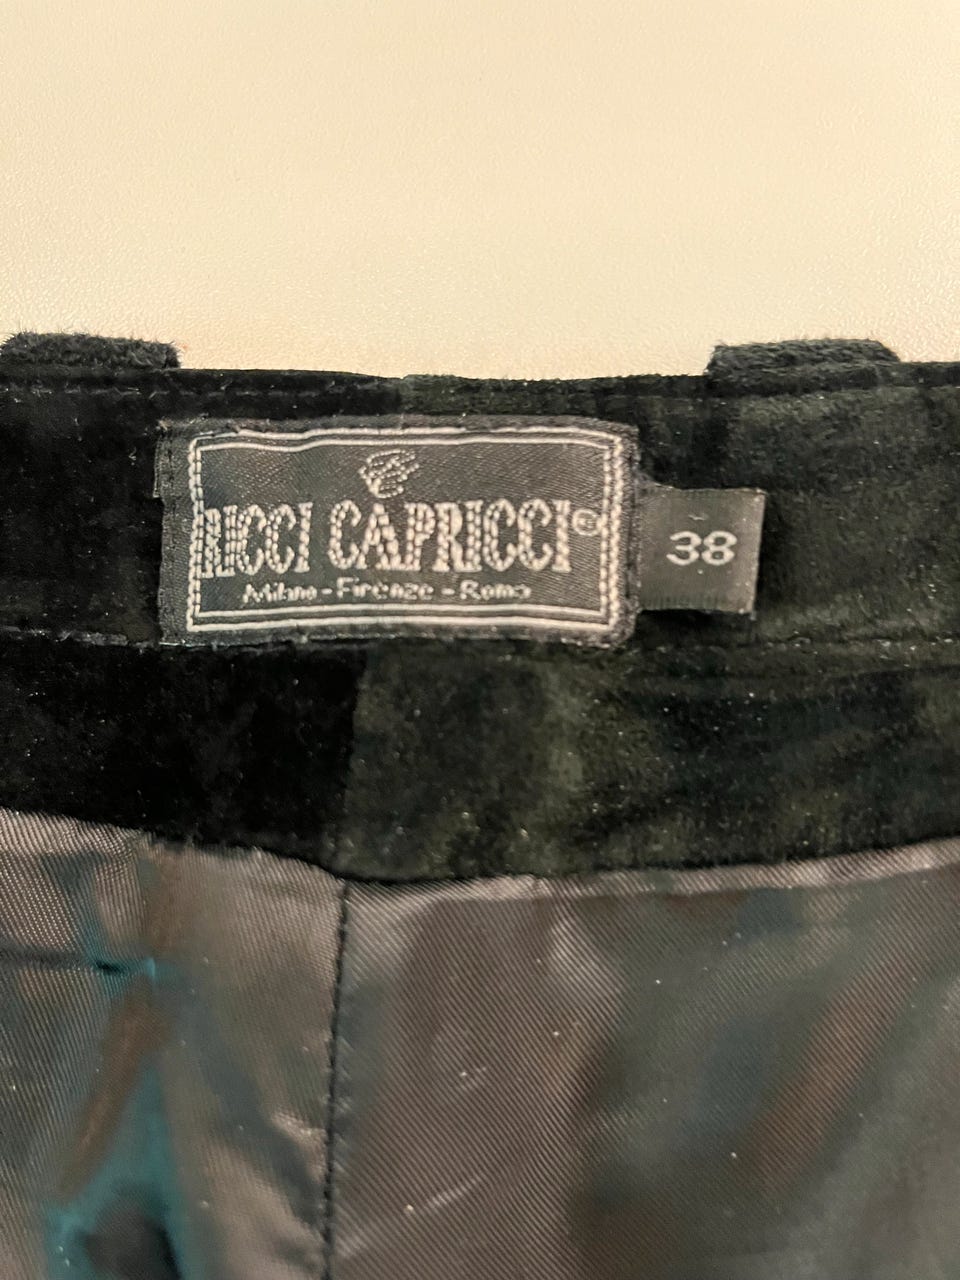 RICCI CAPRICCI®
Milano - Firenze - Roma
38